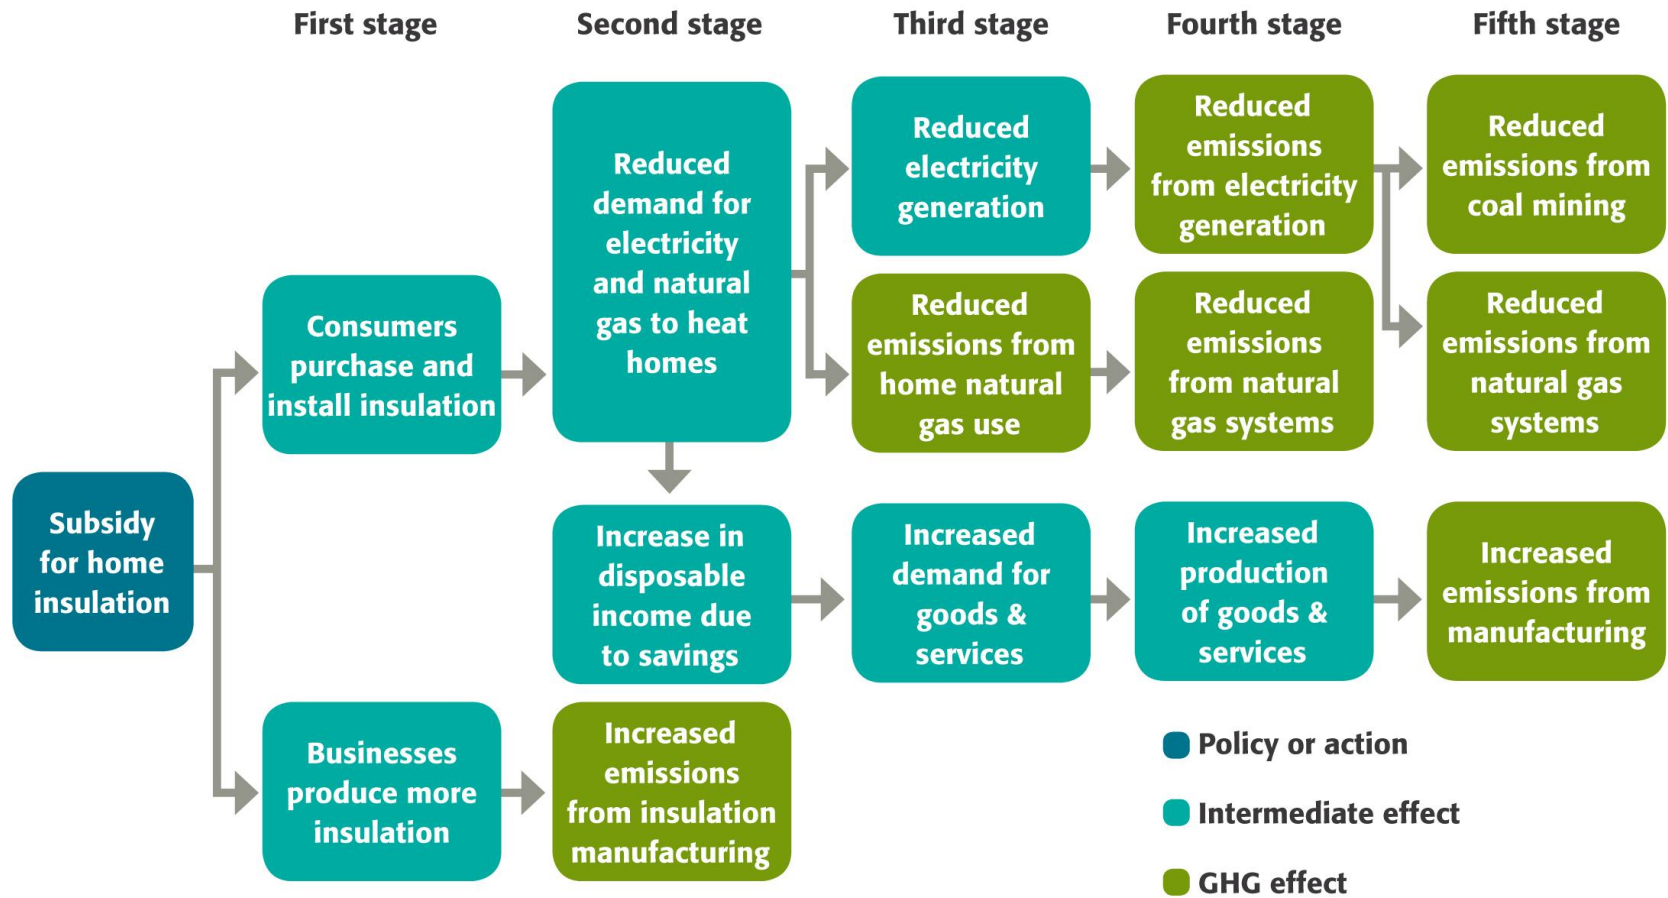 First stage
Second stage
Third stage
Fourth stage
Fifth stage
Subsidy
for home
insulation
Consumers
purchase and
install insulation
Businesses
produce more
insulation
Reduced
demand for
electricity
and natural
gas to heat
homes
Increase in
disposable
income due
to savings
Increased
emissions
from insulation
manufacturing
Reduced
electricity
generation
Reduced
emissions from
home natural
gas use
Increased
demand for
goods &
services
Reduced
emissions
from electricity
generation
Reduced
emissions
from natural
gas systems
Increased
production
of goods &
services
Reduced
emissions from
coal mining
Reduced
emissions from
natural gas
systems
Increased
emissions from
manufacturing
Policy or action
Intermediate effect
GHG effect